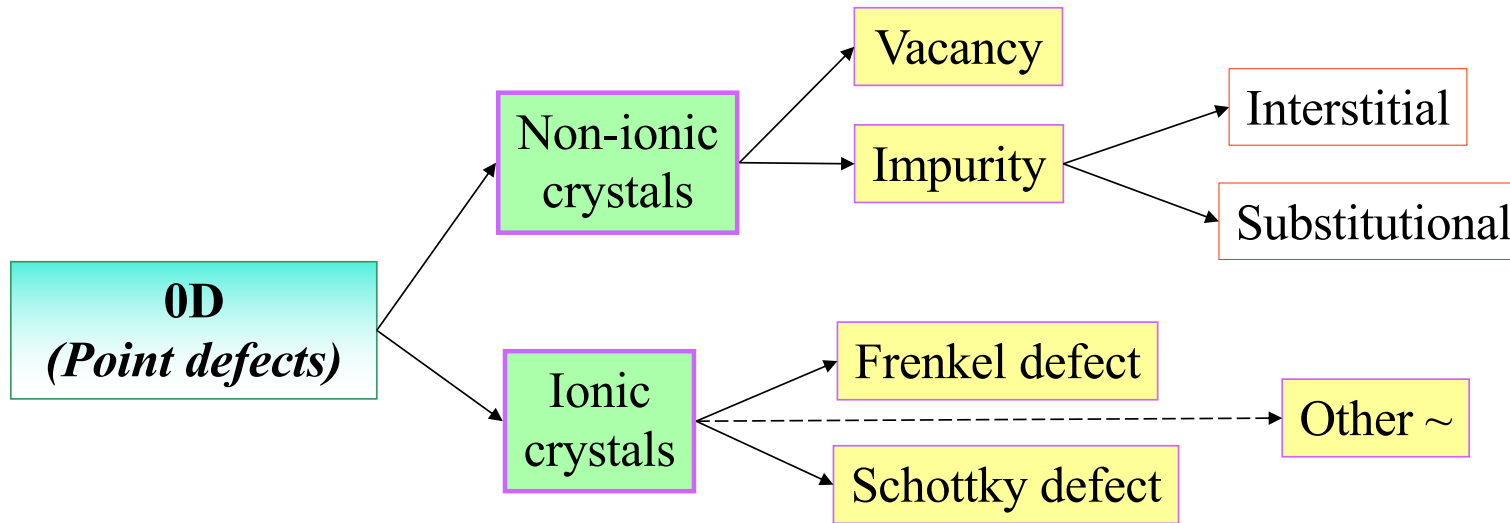 Vacancy
Interstitial
Non-ionic
crystals
Impurity
Substitutional
0D
(Point defects)
Frenkel defect
Ionic
crystals
Other ~
Schottky defect